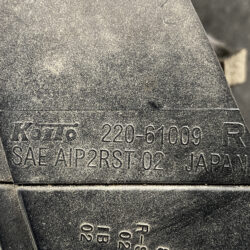 KOITO 220-61009 R
SAE AIP2RST 02 JAPAN